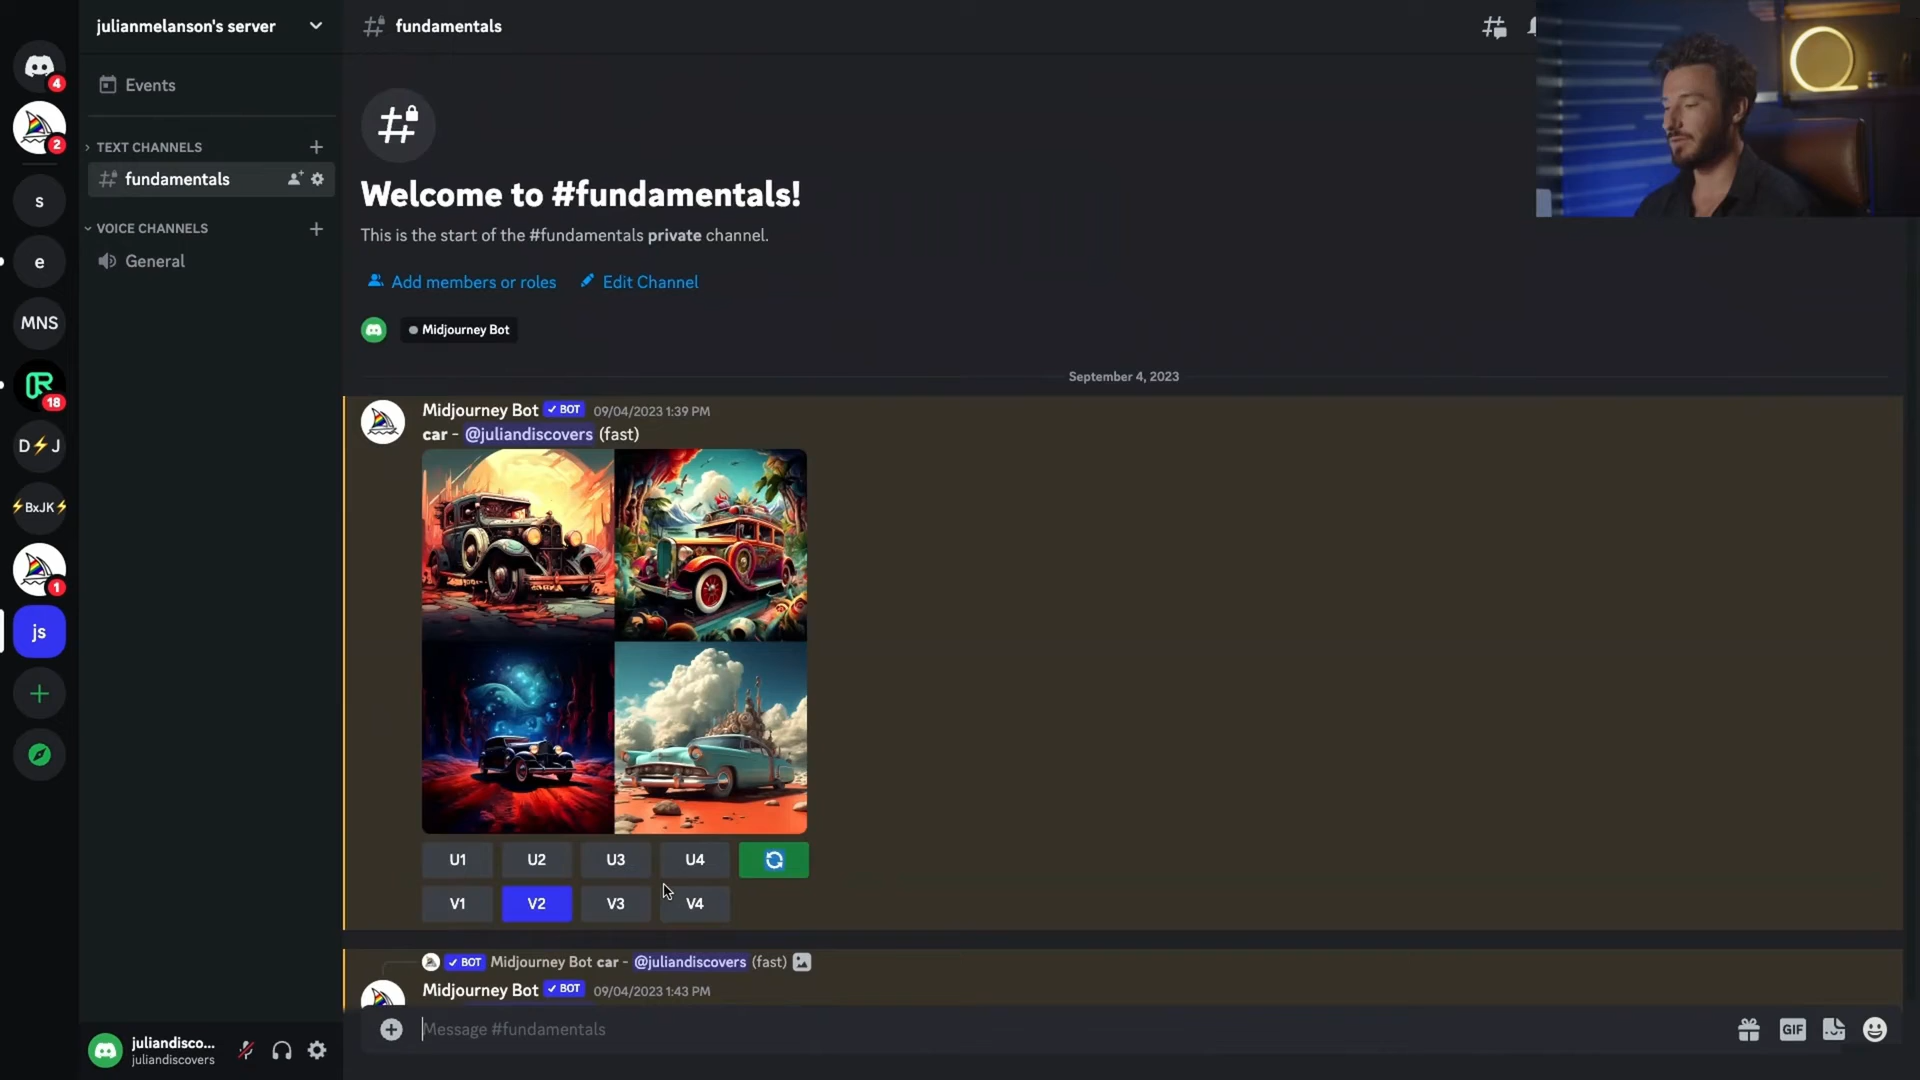 julianmelanson's server
fundamentals
4
Events
2
TEXT CHANNELS
fundamentals
s
Welcome to #fundamentals!
VOICE CHANNELS
This is the start of the #fundamentals private channel.
General
e
Add members or roles
Edit Channel
MNS
Midjourney Bot
September 4, 2023
18
Midjourney Bot BOT 09/04/2023 1:39 PM
car - @juliandiscovers (fast)
D⚡J
⚡BxJK⚡
1
js
U1 U2 U3 U4
V1 V2 V3 V4
BOT Midjourney Bot car - @juliandiscovers (fast)
Midjourney Bot BOT 09/04/2023 1:43 PM
Message #fundamentals
GIF
juliandisco...
juliandiscovers